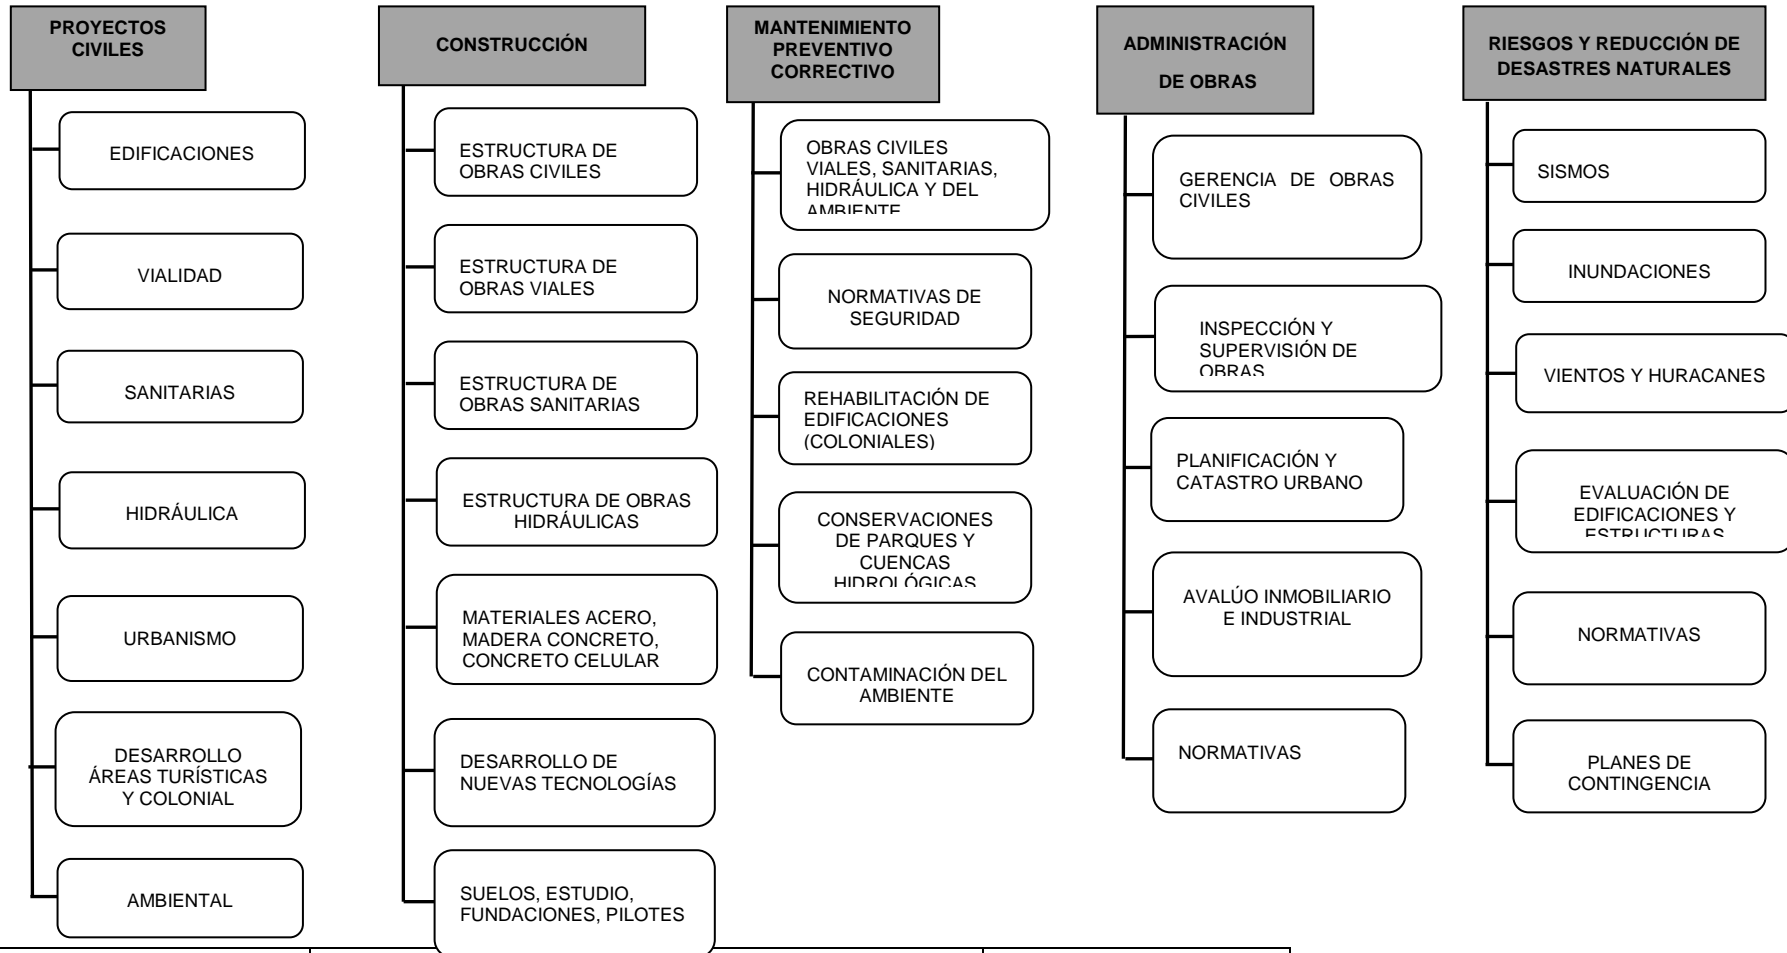 PROYECTOS
CIVILES
EDIFICACIONES
VIALIDAD
SANITARIAS
HIDRÁULICA
URBANISMO
DESARROLLO
ÁREAS TURÍSTICAS
Y COLONIAL
AMBIENTAL
CONSTRUCCIÓN
ESTRUCTURA DE
OBRAS CIVILES
ESTRUCTURA DE
OBRAS VIALES
ESTRUCTURA DE
OBRAS SANITARIAS
ESTRUCTURA DE OBRAS
HIDRÁULICAS
MATERIALES ACERO,
MADERA CONCRETO,
CONCRETO CELULAR
DESARROLLO DE
NUEVAS TECNOLOGÍAS
SUELOS, ESTUDIO,
FUNDACIONES, PILOTES
MANTENIMIENTO
PREVENTIVO
CORRECTIVO
OBRAS CIVILES
VIALES, SANITARIAS,
HIDRÁULICA Y DEL
AMBIENTE
NORMATIVAS DE
SEGURIDAD
REHABILITACIÓN DE
EDIFICACIONES
(COLONIALES)
CONSERVACIONES
DE PARQUES Y
CUENCAS
HIDROLÓGICAS
CONTAMINACIÓN DEL
AMBIENTE
ADMINISTRACIÓN
DE OBRAS
GERENCIA DE OBRAS
CIVILES
INSPECCIÓN Y
SUPERVISIÓN DE
OBRAS
PLANIFICACIÓN Y
CATASTRO URBANO
AVALÚO INMOBILIARIO
E INDUSTRIAL
NORMATIVAS
RIESGOS Y REDUCCIÓN DE
DESASTRES NATURALES
SISMOS
INUNDACIONES
VIENTOS Y HURACANES
EVALUACIÓN DE
EDIFICACIONES Y
ESTRUCTURAS
NORMATIVAS
PLANES DE
CONTINGENCIA